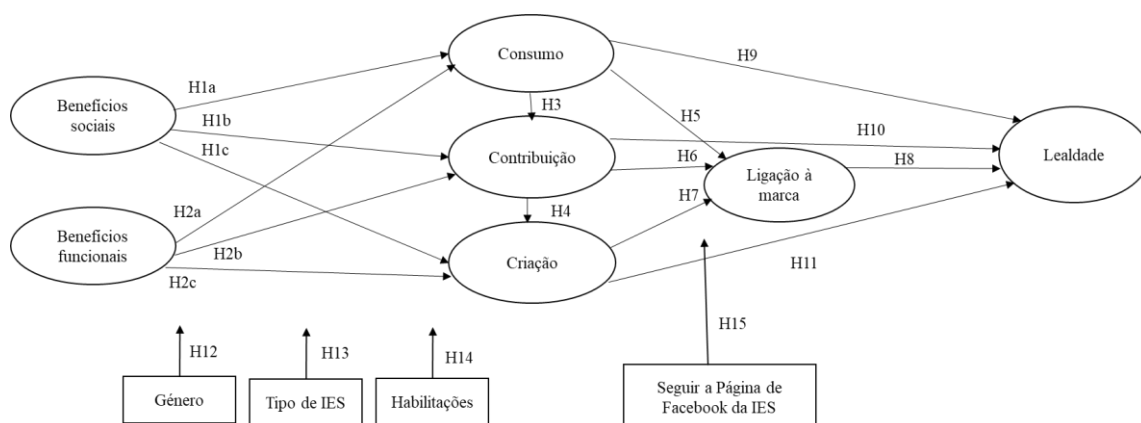 Consumo
H9
H1a
Benefícios
sociais
H3
H5
H1b
H10
H1c
Contribuição
H6
H8
Lealdade
Ligação à
marca
H2a
H4
H7
Benefícios
funcionais
H2b
Criação
H2c
H11
H12
H13
H14
H15
Género
Tipo de IES
Habilitações
Seguir a Página de
Facebook da IES